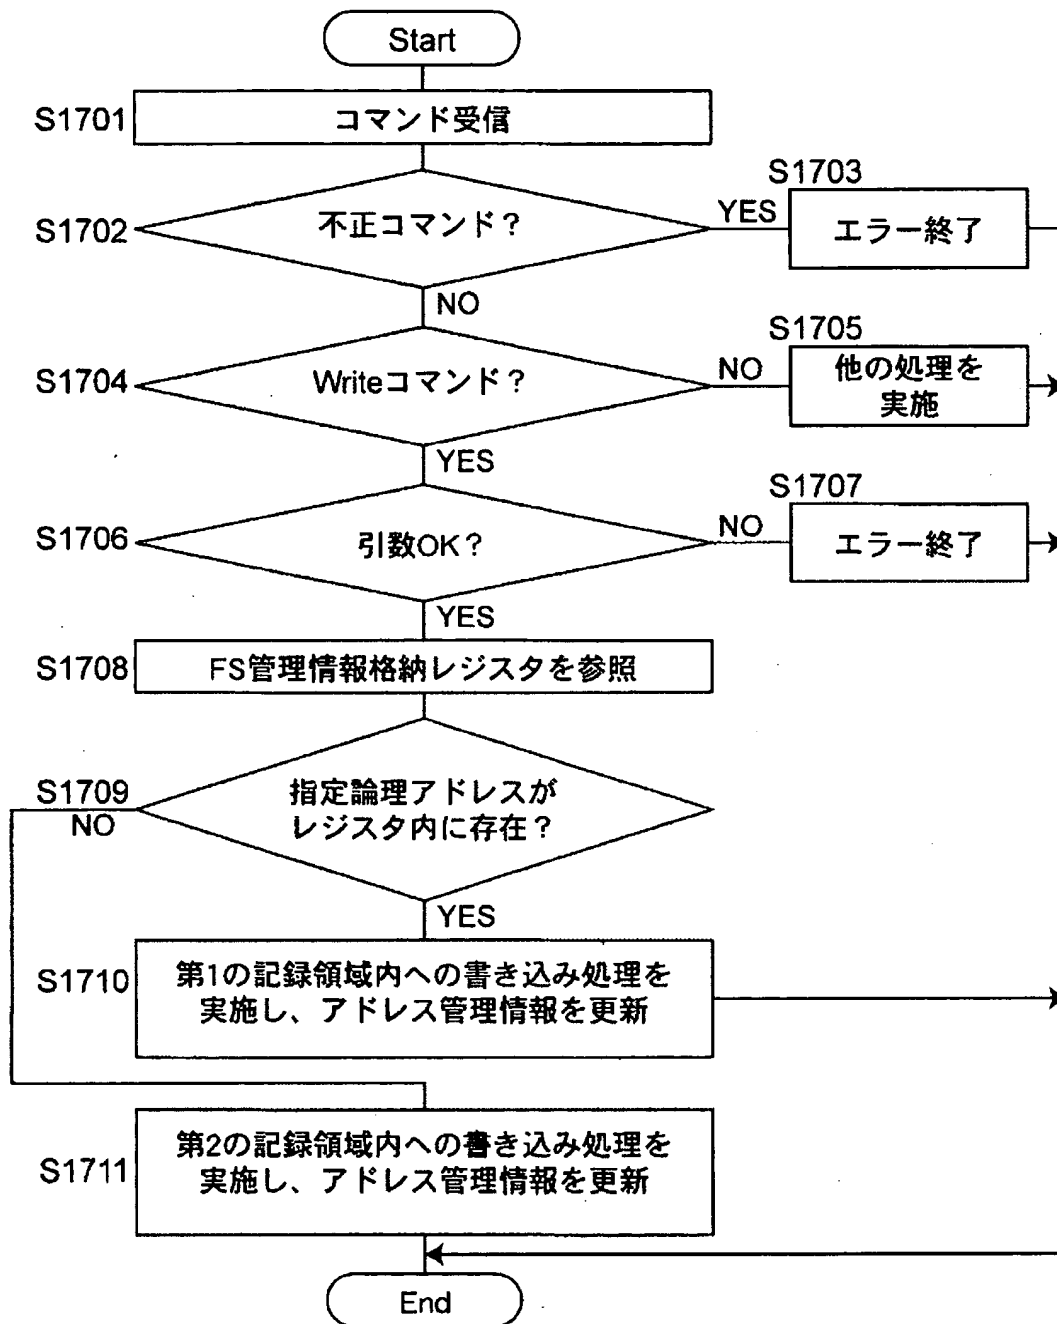 Start
S1701
コマンド受信
S1702
不正コマンド？
YES
S1703
エラー終了
NO
S1704
Writeコマンド？
NO
S1705
他の処理を
実施
YES
S1706
引数OK？
NO
S1707
エラー終了
YES
S1708
FS管理情報格納レジスタを参照
S1709
指定論理アドレスが
レジスタ内に存在？
NO
YES
S1710
第1の記録領域内への書き込み処理を
実施し、アドレス管理情報を更新
S1711
第2の記録領域内への書き込み処理を
実施し、アドレス管理情報を更新
End